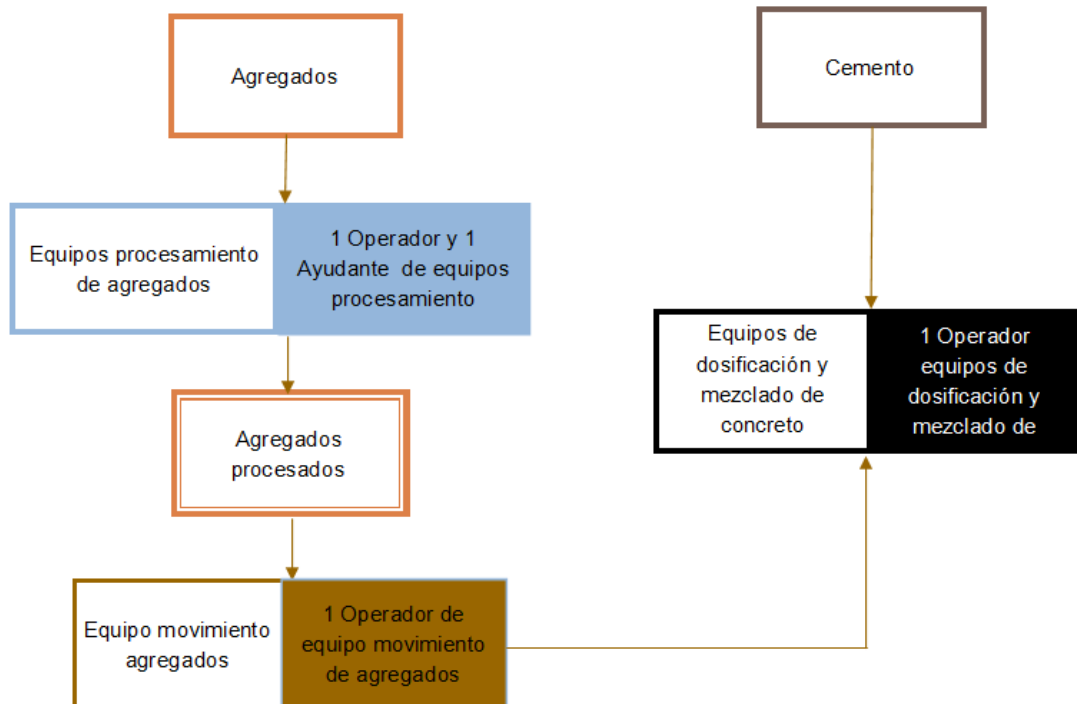 Agregados
Cemento
Equipos procesamiento
de agregados
1 Operador y 1
Ayudante de equipos
procesamiento
Equipos de
dosificación y
mezclado de
concreto
1 Operador
equipos de
dosificación y
mezclado de
Agregados
procesados
Equipo movimiento
agregados
1 Operador de
equipo movimiento
de agregados